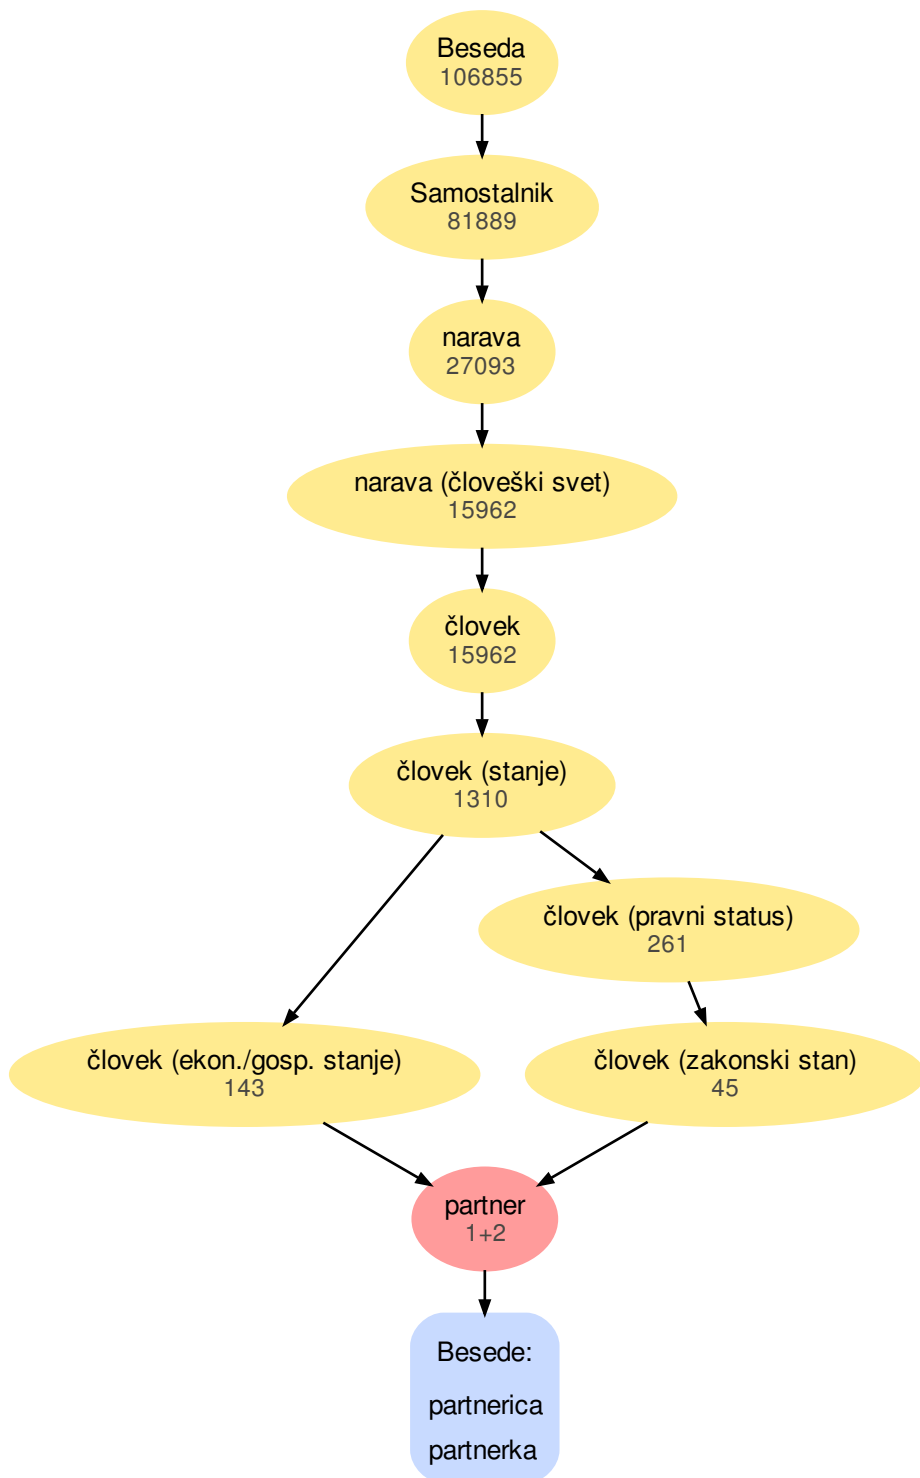 Beseda
106855
Samostalnik
81889
narava
27093
narava (človeški svet)
15962
človek
15962
človek (stanje)
1310
človek (pravni status)
261
človek (ekon./gosp. stanje)
143
človek (zakonski stan)
45
partner
1+2
Besede:
partnerica
partnerka